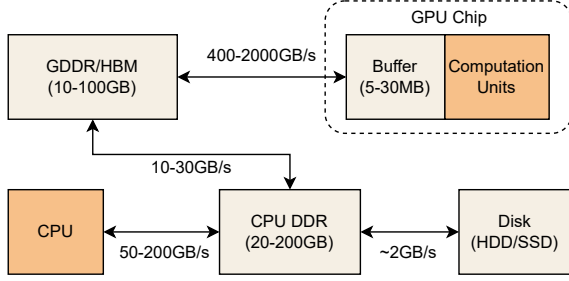 GPU Chip
GDDR/HBM
(10-100GB)
400-2000GB/s
Buffer
(5-30MB)
Computation
Units
10-30GB/s
CPU
50-200GB/s
CPU DDR
(20-200GB)
~2GB/s
Disk
(HDD/SSD)